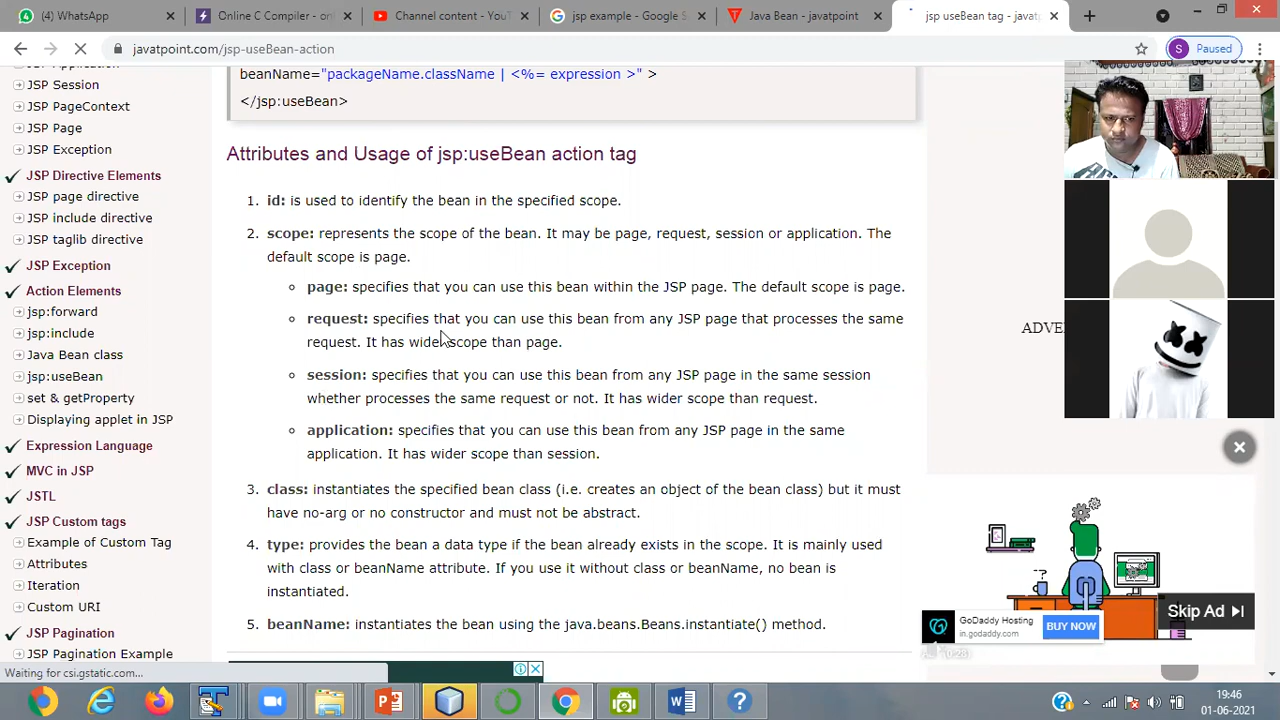 WhatsApp
Online C Compiler - onlin
Channel content - YouTu
jsp example - Google Se
Java Bean - javatpoint
jsp useBean tag - javatp
javatpoint.com/jsp-useBean-action
S
Paused
JSP Session
JSP PageContext
JSP Page
JSP Exception
JSP Directive Elements
JSP page directive
JSP include directive
JSP taglib directive
JSP Exception
Action Elements
jsp:forward
jsp:include
Java Bean class
jsp:useBean
set & getProperty
Displaying applet in JSP
Expression Language
MVC in JSP
JSTL
JSP Custom tags
Example of Custom Tag
Attributes
Iteration
Custom URI
JSP Pagination
JSP Pagination Example
beanName="packageName.className | <%= expression >" >
</jsp:useBean>
Attributes and Usage of jsp:useBean action tag
1. id: is used to identify the bean in the specified scope.
2. scope: represents the scope of the bean. It may be page, request, session or application. The
default scope is page.
page: specifies that you can use this bean within the JSP page. The default scope is page.
request: specifies that you can use this bean from any JSP page that processes the same
request. It has wider scope than page.
session: specifies that you can use this bean from any JSP page in the same session
whether processes the same request or not. It has wider scope than request.
application: specifies that you can use this bean from any JSP page in the same
application. It has wider scope than session.
3. class: instantiates the specified bean class (i.e. creates an object of the bean class) but it must
have no-arg or no constructor and must not be abstract.
4. type: provides the bean a data type if the bean already exists in the scope. It is mainly used
with class or beanName attribute. If you use it without class or beanName, no bean is
instantiated.
5. beanName: instantiates the bean using the java.beans.Beans.instantiate() method.
ADVE
Skip Ad
GoDaddy Hosting
in.godaddy.com
BUY NOW
Waiting for csi.gstatic.com...
19:46
01-06-2021